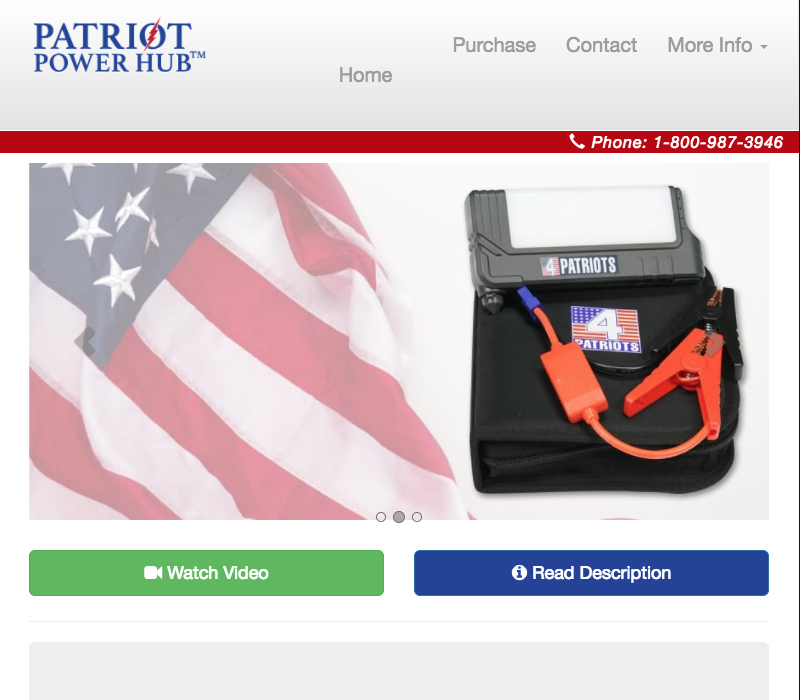 PATRIOT
POWER HUB™
Home
Purchase
Contact
More Info
Phone: 1-800-987-3946
4 PATRIOTS
4
PATRIOTS
Watch Video
Read Description